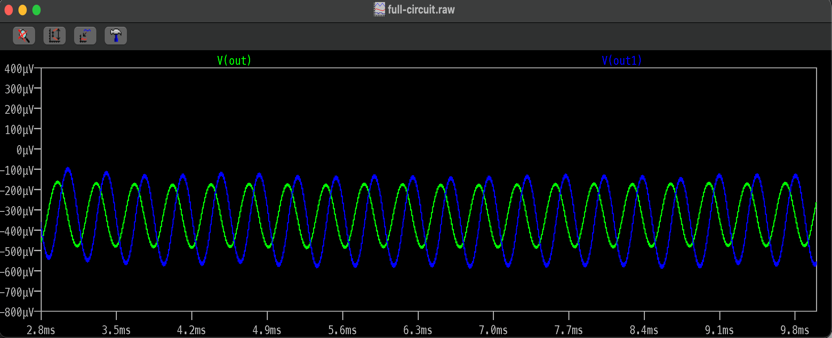 full-circuit.raw
V(out)
V(out1)
400µV
300µV
200µV
100µV
0µV
-100µV
-200µV
-300µV
-400µV
-500µV
-600µV
-700µV
-800µV
2.8ms
3.5ms
4.2ms
4.9ms
5.6ms
6.3ms
7.0ms
7.7ms
8.4ms
9.1ms
9.8ms